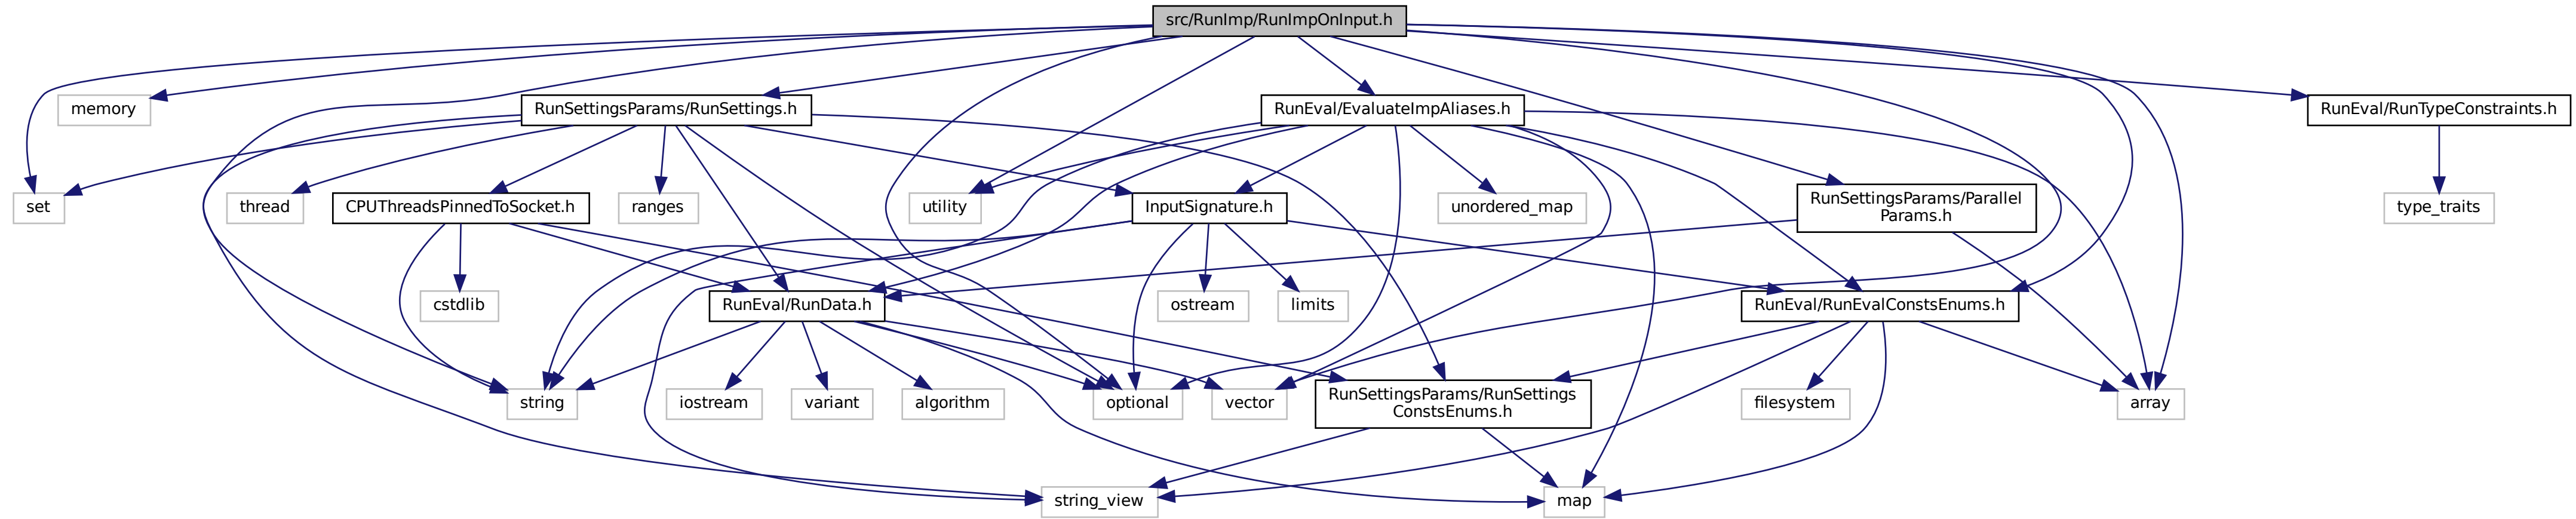 src/RunImp/RunImpOnInput.h
memory
RunSettingsParams/RunSettings.h
RunEval/EvaluateImpAliases.h
RunEval/RunTypeConstraints.h
set
thread
CPUThreadsPinnedToSocket.h
ranges
utility
InputSignature.h
unordered_map
RunSettingsParams/Parallel
Params.h
type_traits
cstdlib
RunEval/RunData.h
ostream
limits
RunEval/RunEvalConstsEnums.h
string
iostream
variant
algorithm
optional
vector
RunSettingsParams/RunSettings
ConstsEnums.h
filesystem
array
string_view
map